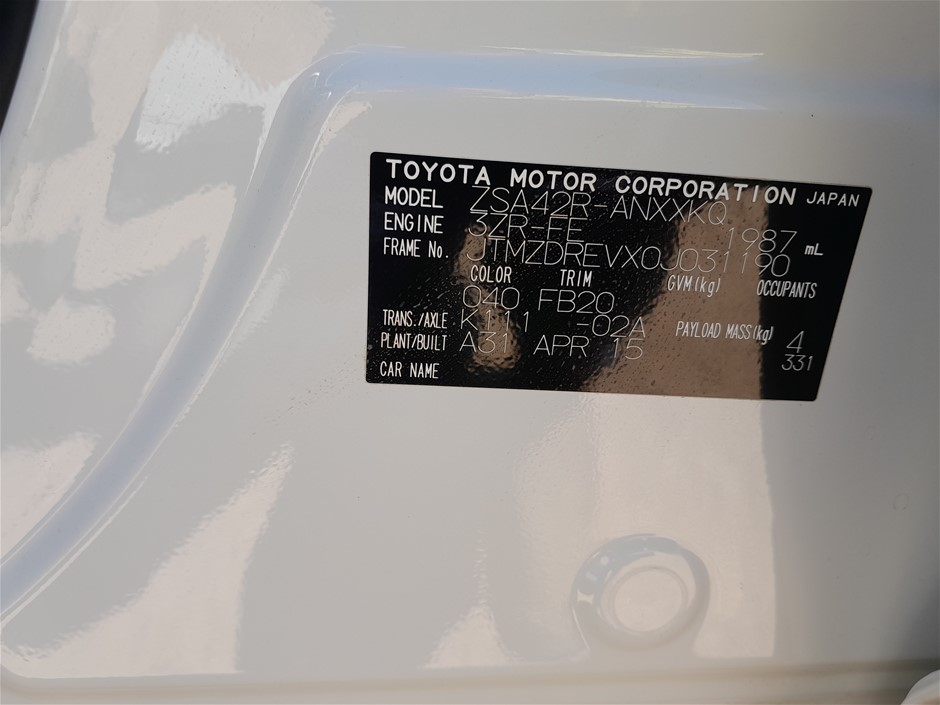 TOYOTA MOTOR CORPORATION JAPAN
MODEL ZSA42R-ANXXKQ
ENGINE 3ZR-FE 1987 mL
FRAME No. JTMZDREVX0J031190
COLOR TRIM GVM(kg) OCCUPANTS
040 FB20
TRANS./AXLE K111 -02A PAYLOAD MASS(kg) 4
PLANT/BUILT A31 APR 15 331
CAR NAME